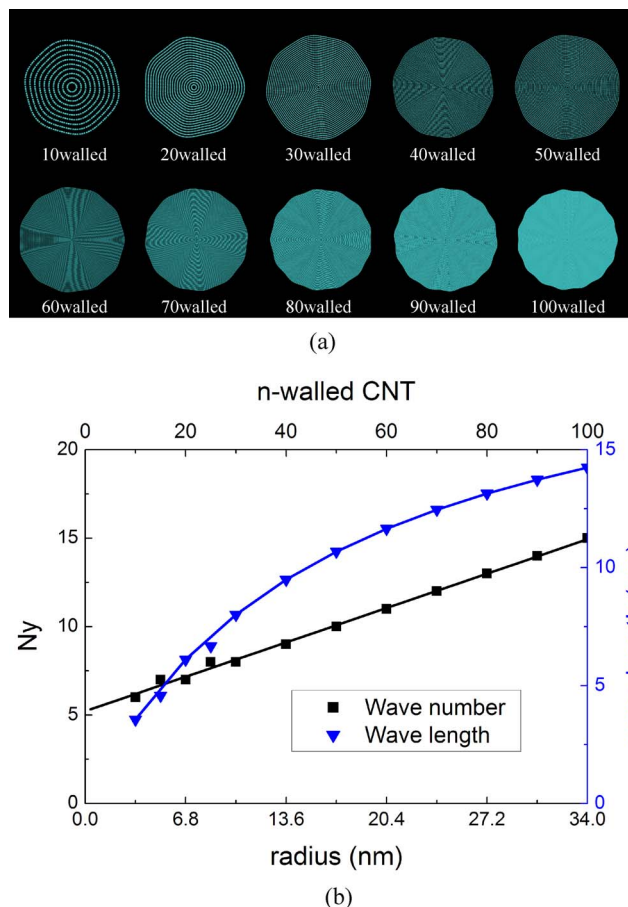 10walled 20walled 30walled 40walled 50walled
60walled 70walled 80walled 90walled 100walled
(a)
n-walled CNT
0 20 40 60 80 100
20 15
15
10 10
Ny
5 5
0 0
Wave number
Wave length
0.0 6.8 13.6 20.4 27.2 34.0
radius (nm)
(b)